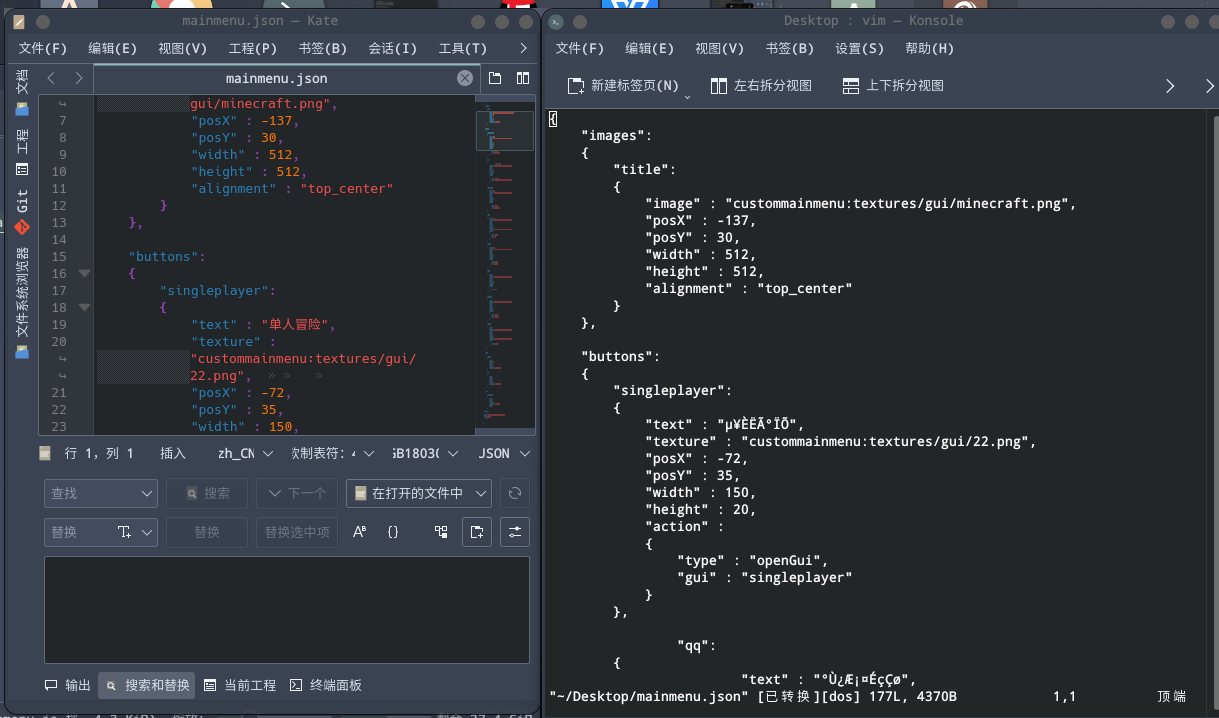 mainmenu.json — Kate
文件(F) 编辑(E) 视图(V) 工程(P) 书签(B) 会话(I) 工具(T)
文档
工程
Git
文件系统浏览器
mainmenu.json
gui/minecraft.png",
7 "posX" : -137,
8 "posY" : 30,
9 "width" : 512,
10 "height" : 512,
11 "alignment" : "top_center"
12 }
13 },
14
15 "buttons":
16 {
17 "singleplayer":
18 {
19 "text" : "单人冒险",
20 "texture" :
"custommainmenu:textures/gui/
22.png", » » »
21 "posX" : -72,
22 "posY" : 35,
23 "width" : 150,
行 1，列 1 插入 zh_CN 欠制表符： GB18030 JSON
查找 搜索 下一个 在打开的文件中
替换 替换 替换选中项
输出 搜索和替换 当前工程 终端面板
Desktop : vim — Konsole
文件(F) 编辑(E) 视图(V) 书签(B) 设置(S) 帮助(H)
新建标签页(N) 左右拆分视图 上下拆分视图
{
"images":
{
"title":
{
"image" : "custommainmenu:textures/gui/minecraft.png",
"posX" : -137,
"posY" : 30,
"width" : 512,
"height" : 512,
"alignment" : "top_center"
}
},
"buttons":
{
"singleplayer":
{
"text" : "µ¥ÈËÃ°ÏÕ",
"texture" : "custommainmenu:textures/gui/22.png",
"posX" : -72,
"posY" : 35,
"width" : 150,
"height" : 20,
"action" :
{
"type" : "openGui",
"gui" : "singleplayer"
}
},
"qq":
{
"text" : "°Ù¿Æ¡¤ÉçÇø",
"~/Desktop/mainmenu.json" [已转换][dos] 177L, 4370B 1,1 顶端